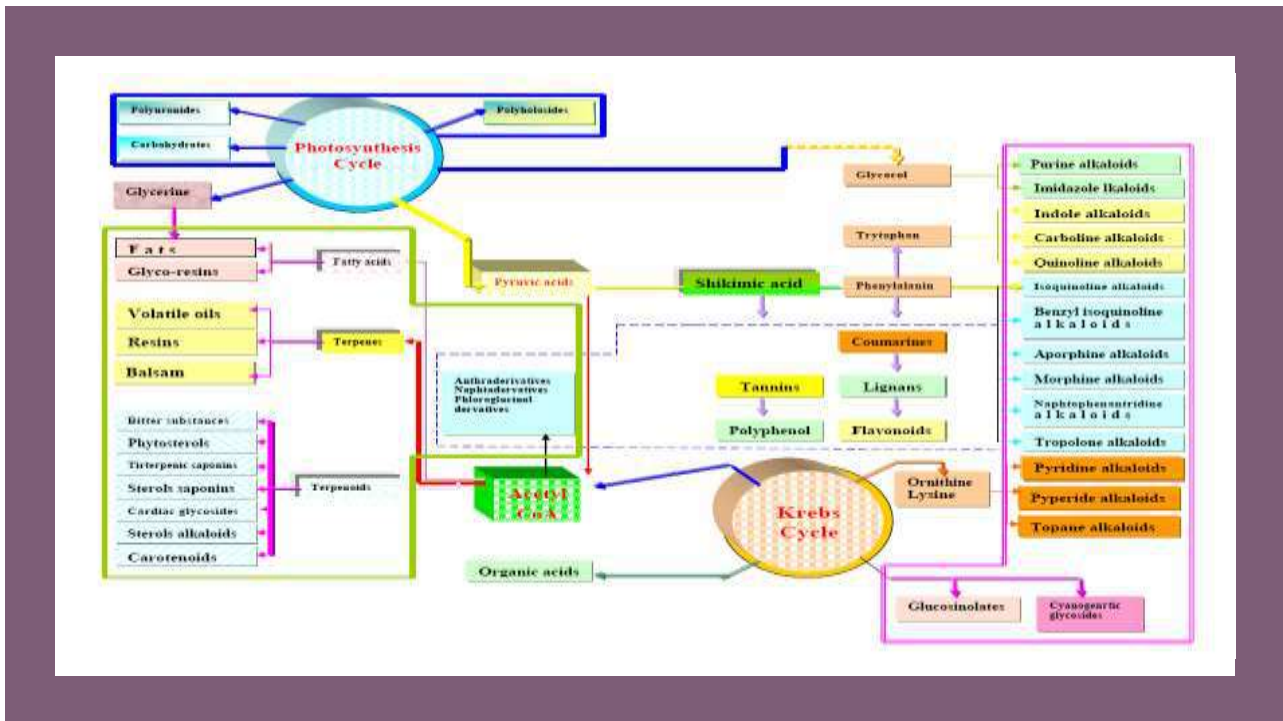 Polyuronides
Polyholosides
Carbohydrates
Photosynthesis
Cycle
Glycerine
Fats
Glyco-resins
Fatty acids
Volatile oils
Resins
Balsam
Terpenes
Bitter substances
Phytosterols
Tirterpenic saponins
Sterols saponins
Cardiac glycosides
Sterols alkaloids
Carotenoids
Terpenoids
Pyruvic acids
Shikimic acid
Glycocol
Trytophan
Phenylalanin
Anthraderivatives
Naphtaderivatives
Phloroglucinol
dervatives
Acetyl
CoA
Tannins
Polyphenol
Coumarines
Lignans
Flavonoids
Krebs
Cycle
Ornithine
Lysine
Organic acids
Glucosinolates
Cyanogenetic
glycosides
Purine alkaloids
Imidazole lkaloids
Indole alkaloids
Carboline alkaloids
Quinoline alkaloids
Isoquinoline alkaloids
Benzyl isoquinoline
alkaloids
Aporphine alkaloids
Morphine alkaloids
Naphtophenantridine
alkaloids
Tropolone alkaloids
Pyridine alkaloids
Pyperide alkaloids
Topane alkaloids